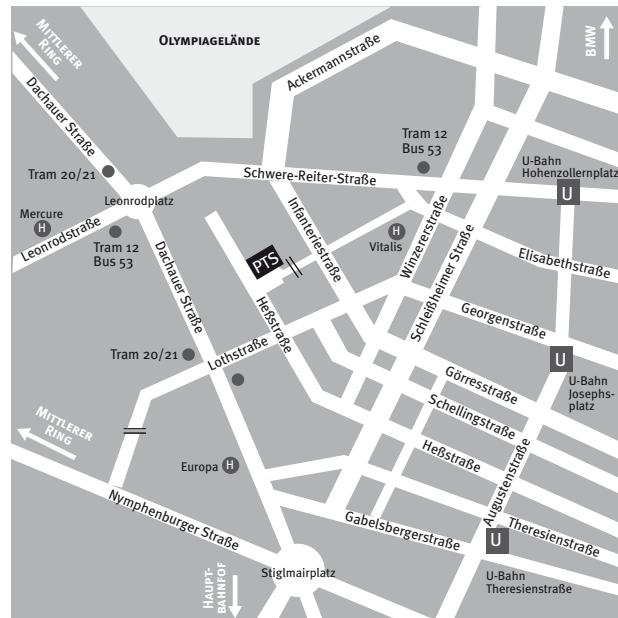 OLYMPIAGELÄNDE
MITTLERER
RING
BMW
Ackermannstraße
Dachauer Straße
Tram 12
Bus 53
U-Bahn
Hohenzollernplatz
U
Tram 20/21
Schwere-Reiter-Straße
Leonrodplatz
Mercure
H
Leonrodstraße
Tram 12
Bus 53
Infanteriestraße
H
Vitalis
Winzererstraße
Schleißheimer Straße
Elisabethstraße
Dachauer Straße
PTS
Heßstraße
Georgenstraße
Tram 20/21
Lothstraße
U
U-Bahn
Josephs-
platz
Görresstraße
Schellingstraße
Heßstraße
MITTLERER
RING
Europa
H
Augustenstraße
Nymphenburger Straße
Gabelsbergerstraße
Theresienstraße
U
U-Bahn
Theresienstraße
Stiglmairplatz
HAUPT-
BAHNFOF